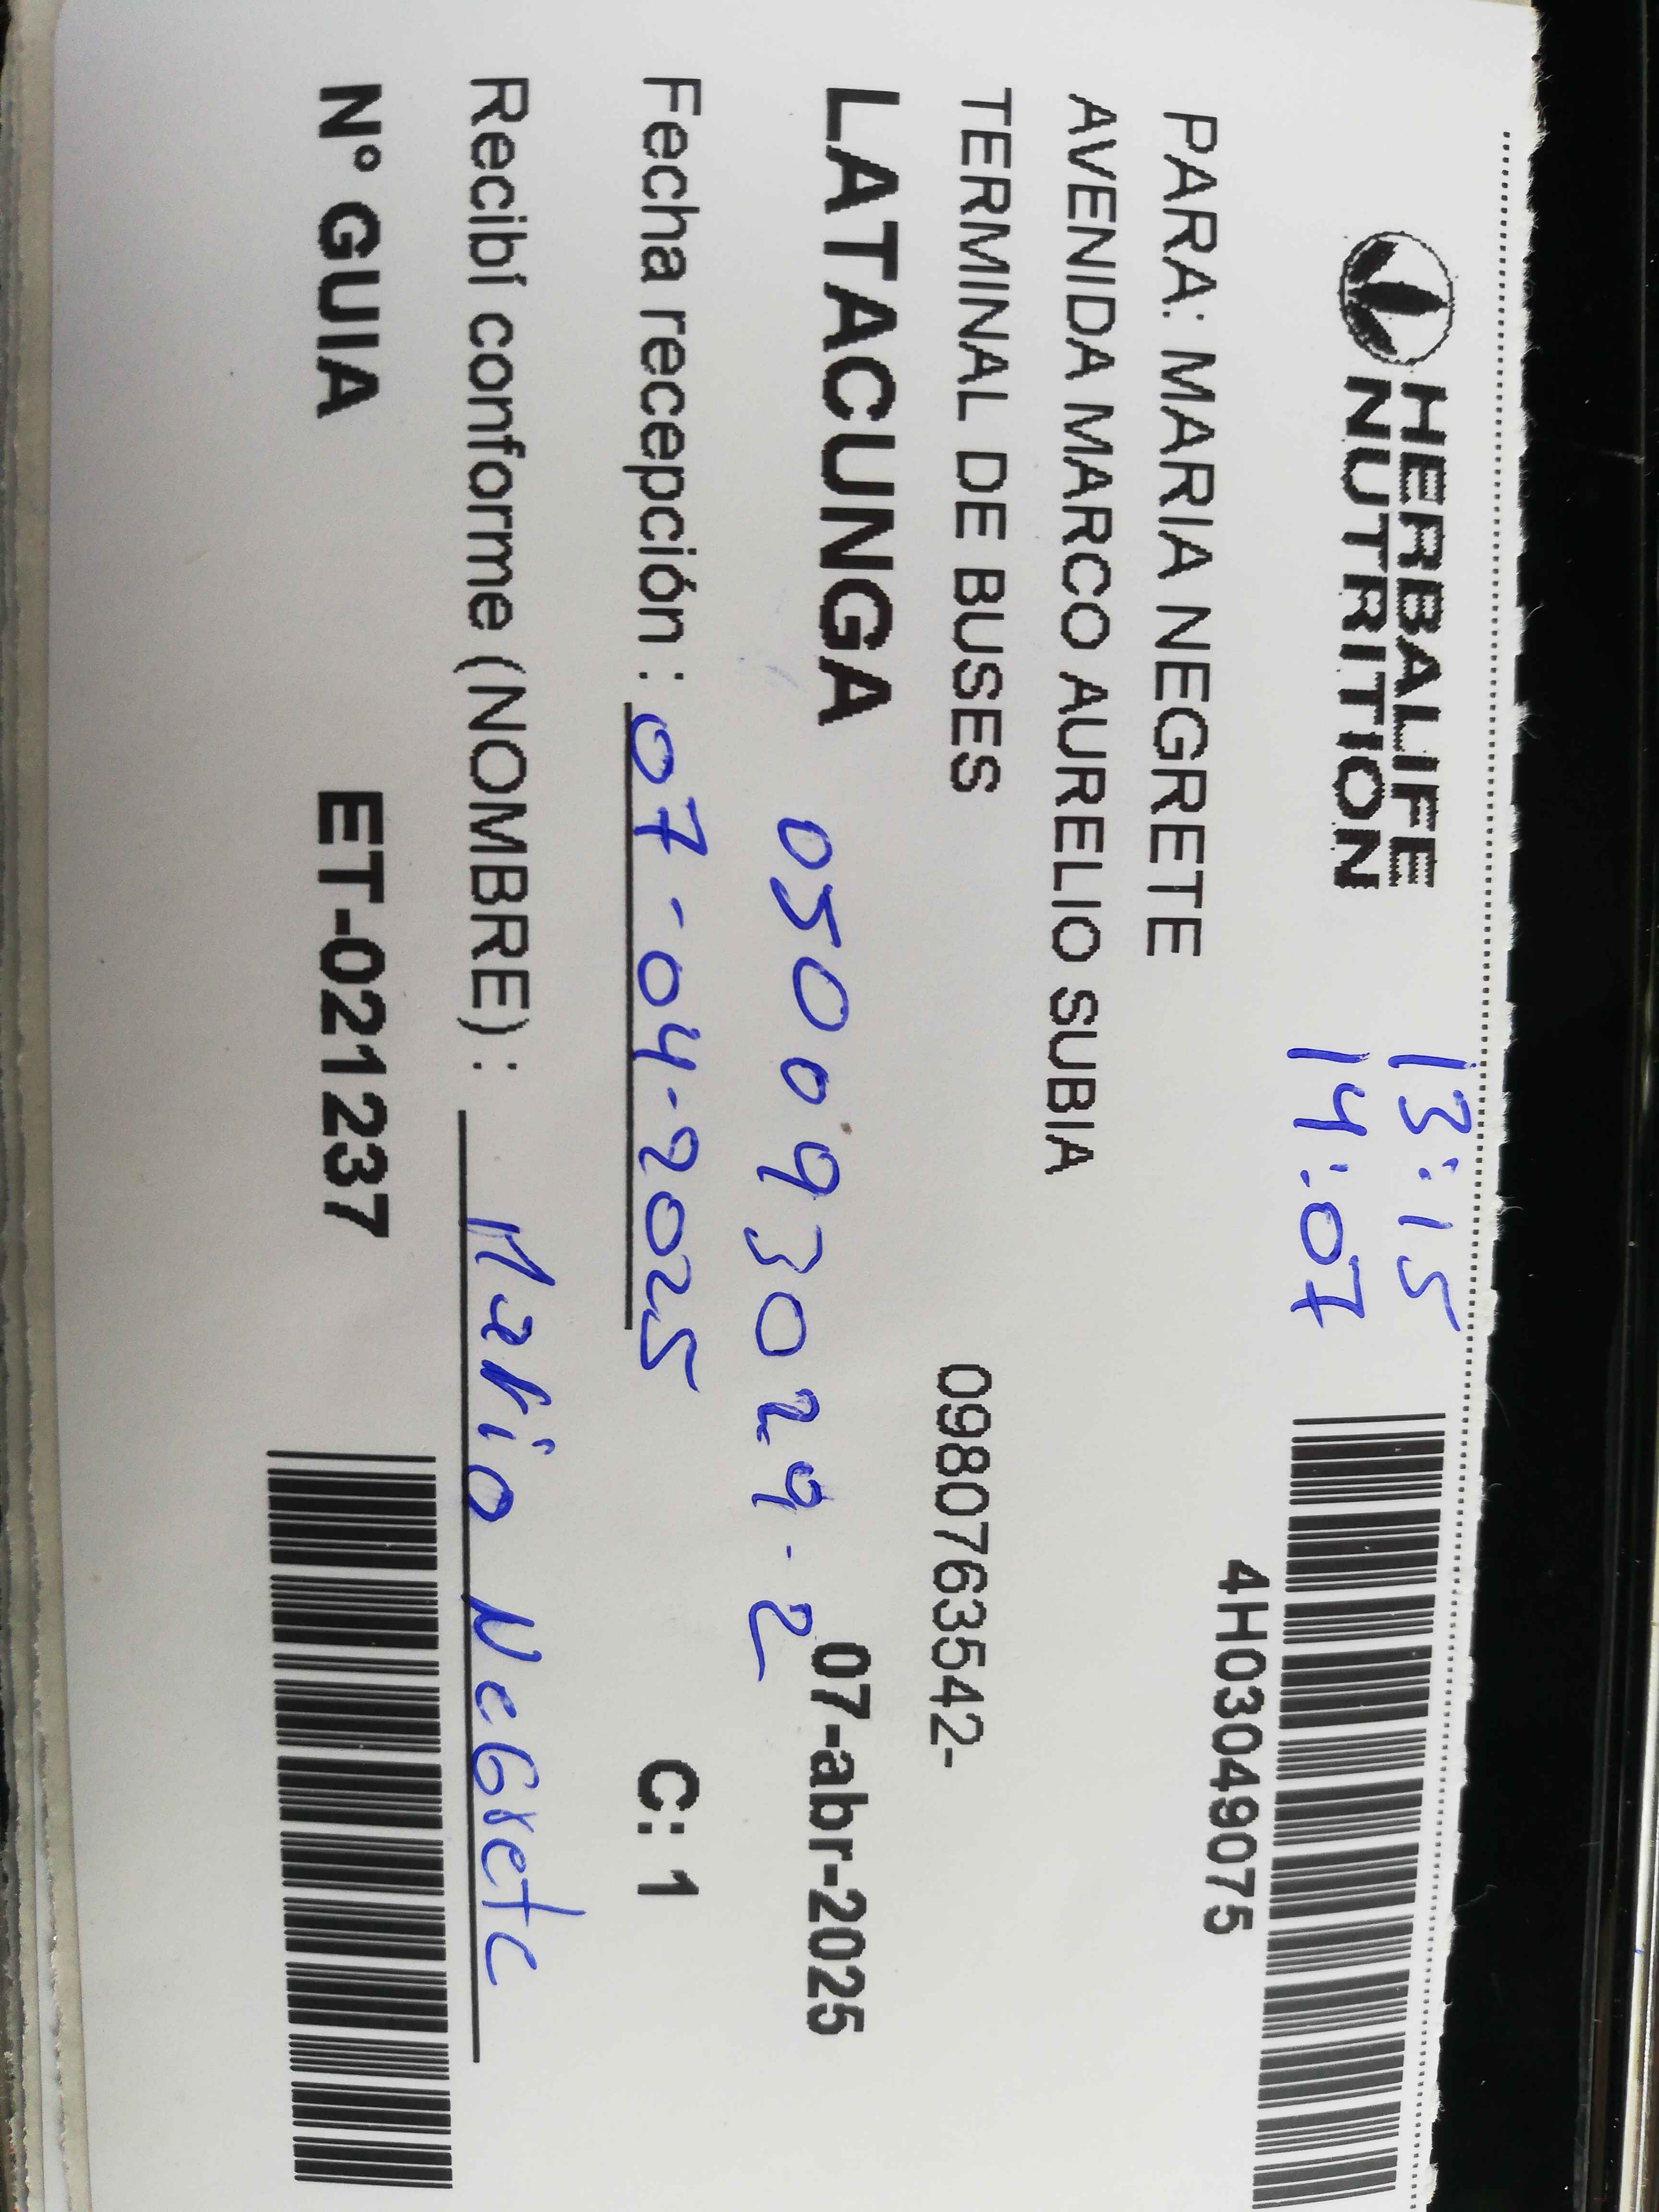 HERBALIFE
NUTRITION
13:15
14:07
4H03049075
PARA: MARIA NEGRETE
AVENIDA MARCO AURELIO SUBIA
TERMINAL DE BUSES 0980763542-
LATACUNGA 07-abr-2025
050093029-2
Fecha recepción : 07-04-2025 C: 1
Recibí conforme (NOMBRE) : Mario Negrete
N° GUIA ET-021237